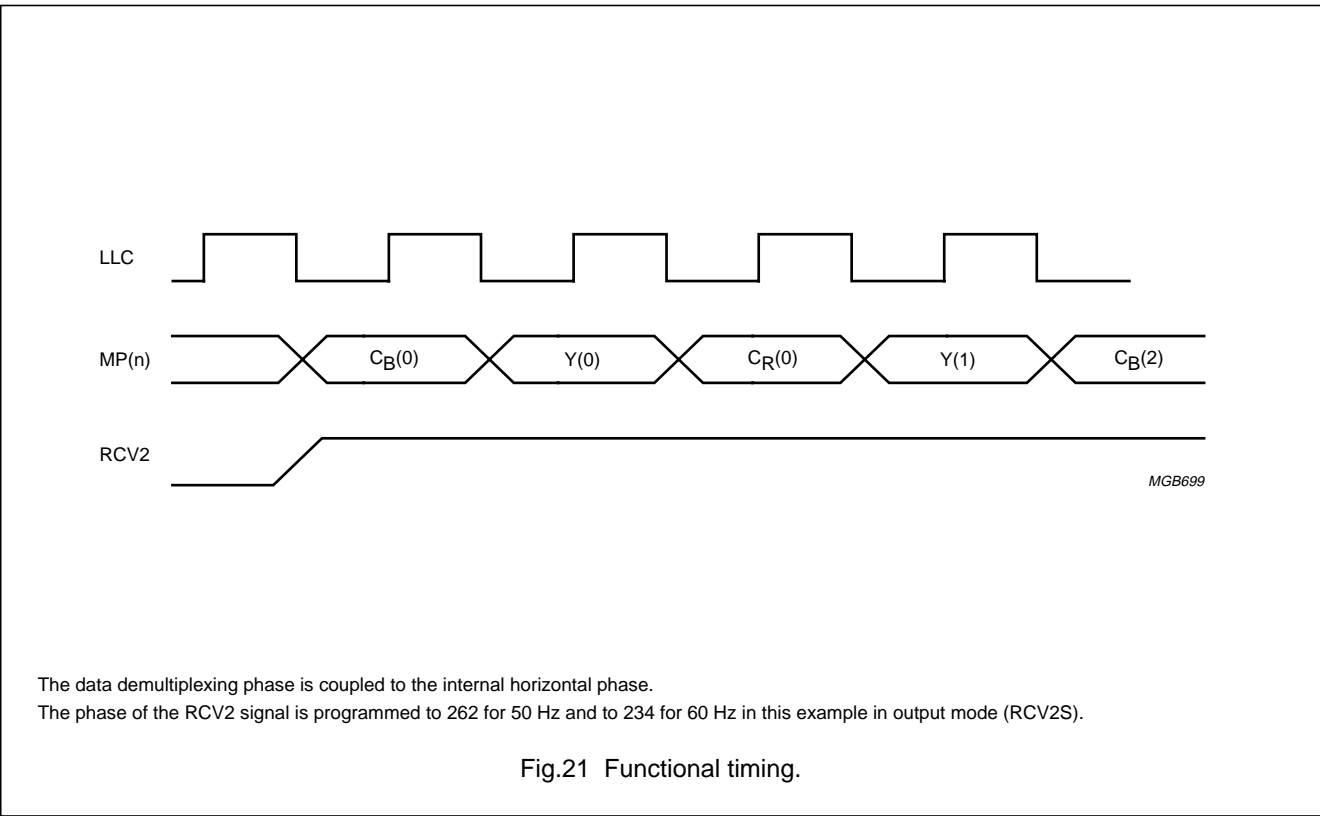 LLC
MP(n)
CB(0)
Y(0)
CR(0)
Y(1)
CB(2)
RCV2
MGB699
The data demultiplexing phase is coupled to the internal horizontal phase.
The phase of the RCV2 signal is programmed to 262 for 50 Hz and to 234 for 60 Hz in this example in output mode (RCV2S).
Fig.21 Functional timing.